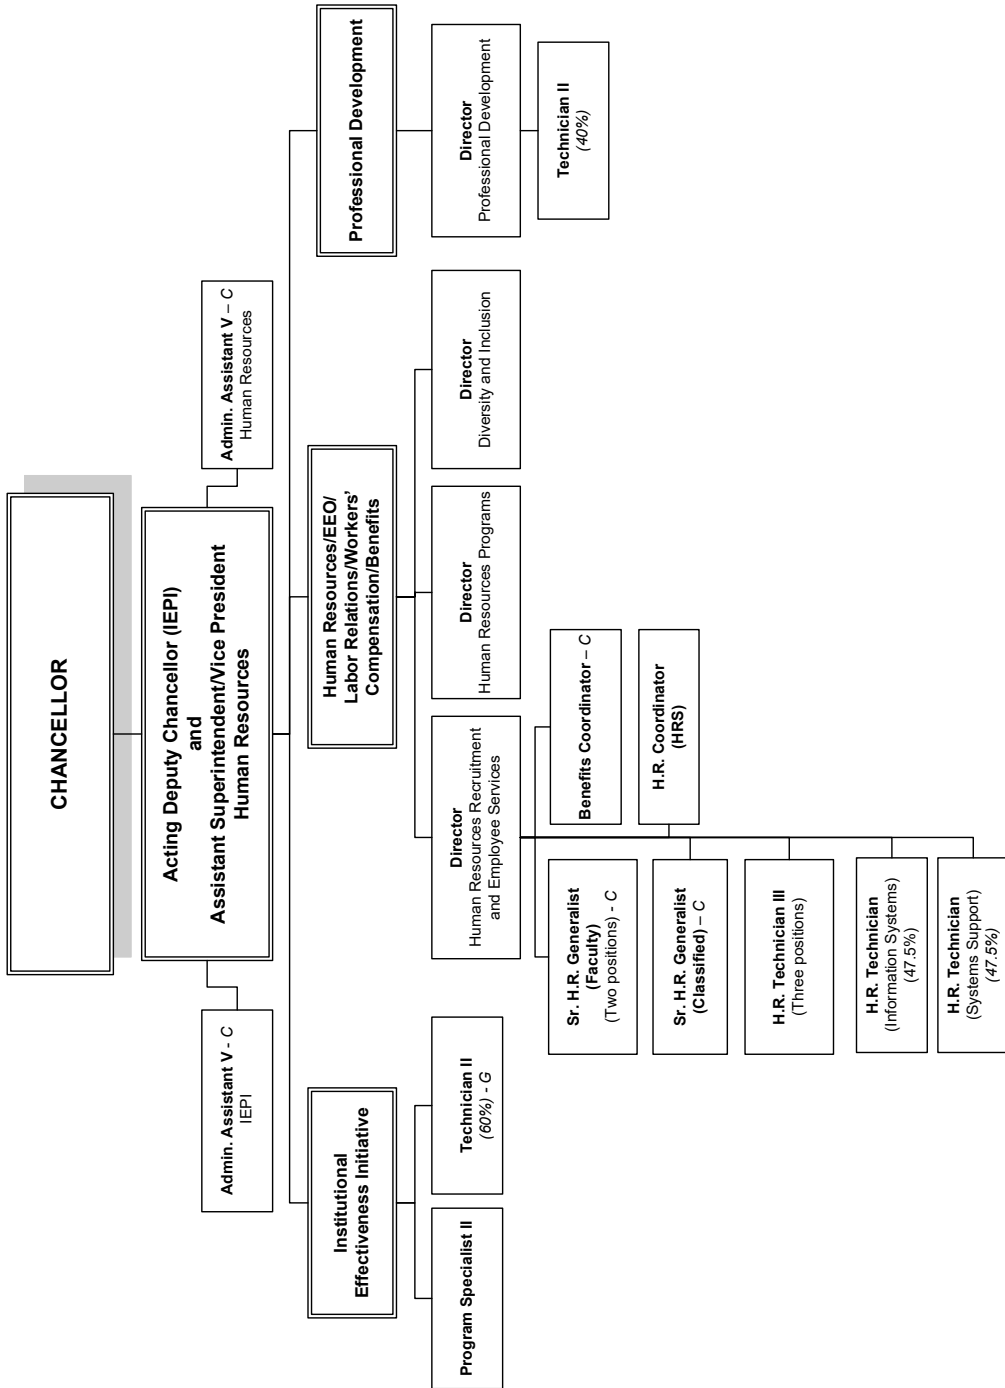 CHANCELLOR
Acting Deputy Chancellor (IEPI)
and
Assistant Superintendent/Vice President
Human Resources
Admin. Assistant V - C
IEPI
Admin. Assistant V – C
Human Resources
Institutional
Effectiveness Initiative
Human Resources/EEO/
Labor Relations/Workers’
Compensation/Benefits
Professional Development
Program Specialist II
Technician II
(60%) - G
Director
Human Resources Recruitment
and Employee Services
Director
Human Resources Programs
Director
Diversity and Inclusion
Director
Professional Development
Technician II
(40%)
Sr. H.R. Generalist
(Faculty)
(Two positions) - C
Benefits Coordinator – C
Sr. H.R. Generalist
(Classified) – C
H.R. Coordinator
(HRS)
H.R. Technician III
(Three positions)
H.R. Technician
(Information Systems)
(47.5%)
H.R. Technician
(Systems Support)
(47.5%)